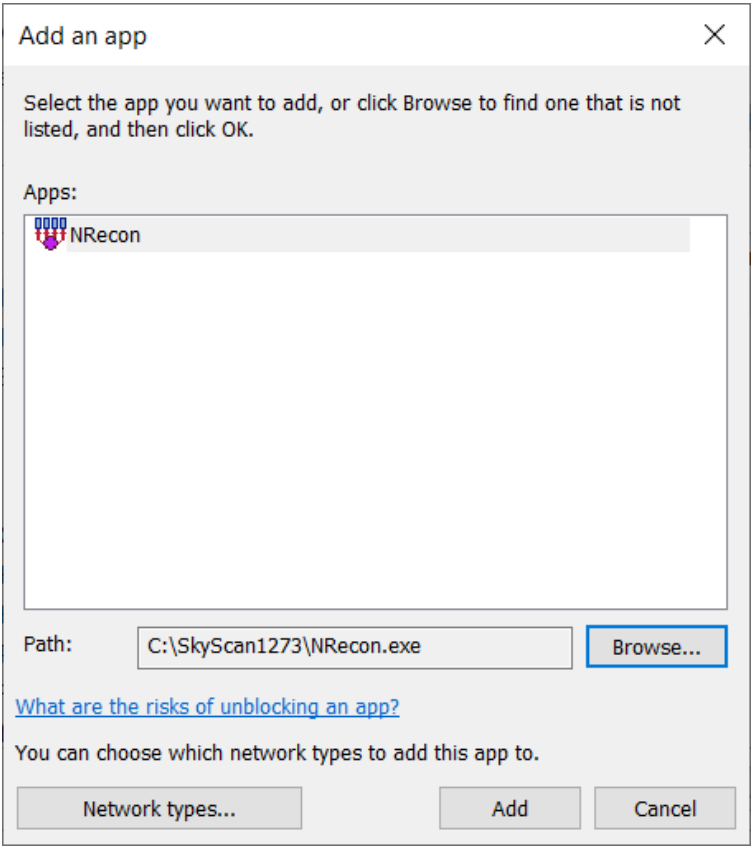 Add an app
Select the app you want to add, or click Browse to find one that is not
listed, and then click OK.
Apps:
NRecon
Path:
C:\SkyScan1273\NRecon.exe
Browse...
What are the risks of unblocking an app?
You can choose which network types to add this app to.
Network types...
Add
Cancel